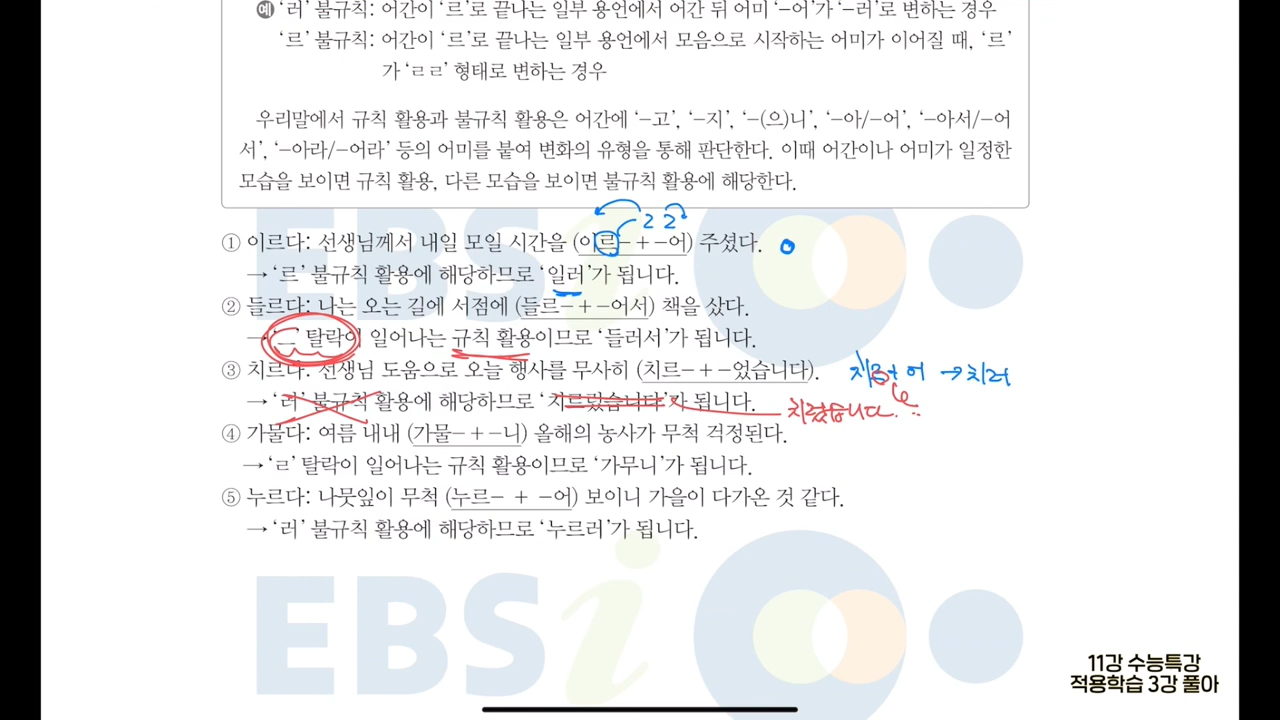 예 '러' 불규칙: 어간이 '르'로 끝나는 일부 용언에서 어간 뒤 어미 '-어'가 '-러'로 변하는 경우
'르' 불규칙: 어간이 '르'로 끝나는 일부 용언에서 모음으로 시작하는 어미가 이어질 때, '르'
가 'ㄹㄹ' 형태로 변하는 경우
우리말에서 규칙 활용과 불규칙 활용은 어간에 '-고', '-지', '-(으)니', '-아/-어', '-아서/-어
서', '-아라/-어라' 등의 어미를 붙여 변화의 유형을 통해 판단한다. 이때 어간이나 어미가 일정한
모습을 보이면 규칙 활용, 다른 모습을 보이면 불규칙 활용에 해당한다.
ㄹㄹ
① 이르다: 선생님께서 내일 모일 시간을 (이르- + -어) 주셨다.
→ '르' 불규칙 활용에 해당하므로 '일러'가 됩니다.
② 들르다: 나는 오는 길에 서점에 (들르- + -어서) 책을 샀다.
→ 'ㅡ' 탈락이 일어나는 규칙 활용이므로 '들러서'가 됩니다.
③ 치르다: 선생님 도움으로 오늘 행사를 무사히 (치르- + -었습니다). 치르+어 → 치러
→ '러' 불규칙 활용에 해당하므로 '치르렀습니다'가 됩니다. 치렀습니다.
④ 가물다: 여름 내내 (가물- + -니) 올해의 농사가 무척 걱정된다.
→ 'ㄹ' 탈락이 일어나는 규칙 활용이므로 '가무니'가 됩니다.
⑤ 누르다: 나뭇잎이 무척 (누르- + -어) 보이니 가을이 다가온 것 같다.
→ '러' 불규칙 활용에 해당하므로 '누르러'가 됩니다.
EBSi
EBSi
11강 수능특강
적용학습 3강 풀아